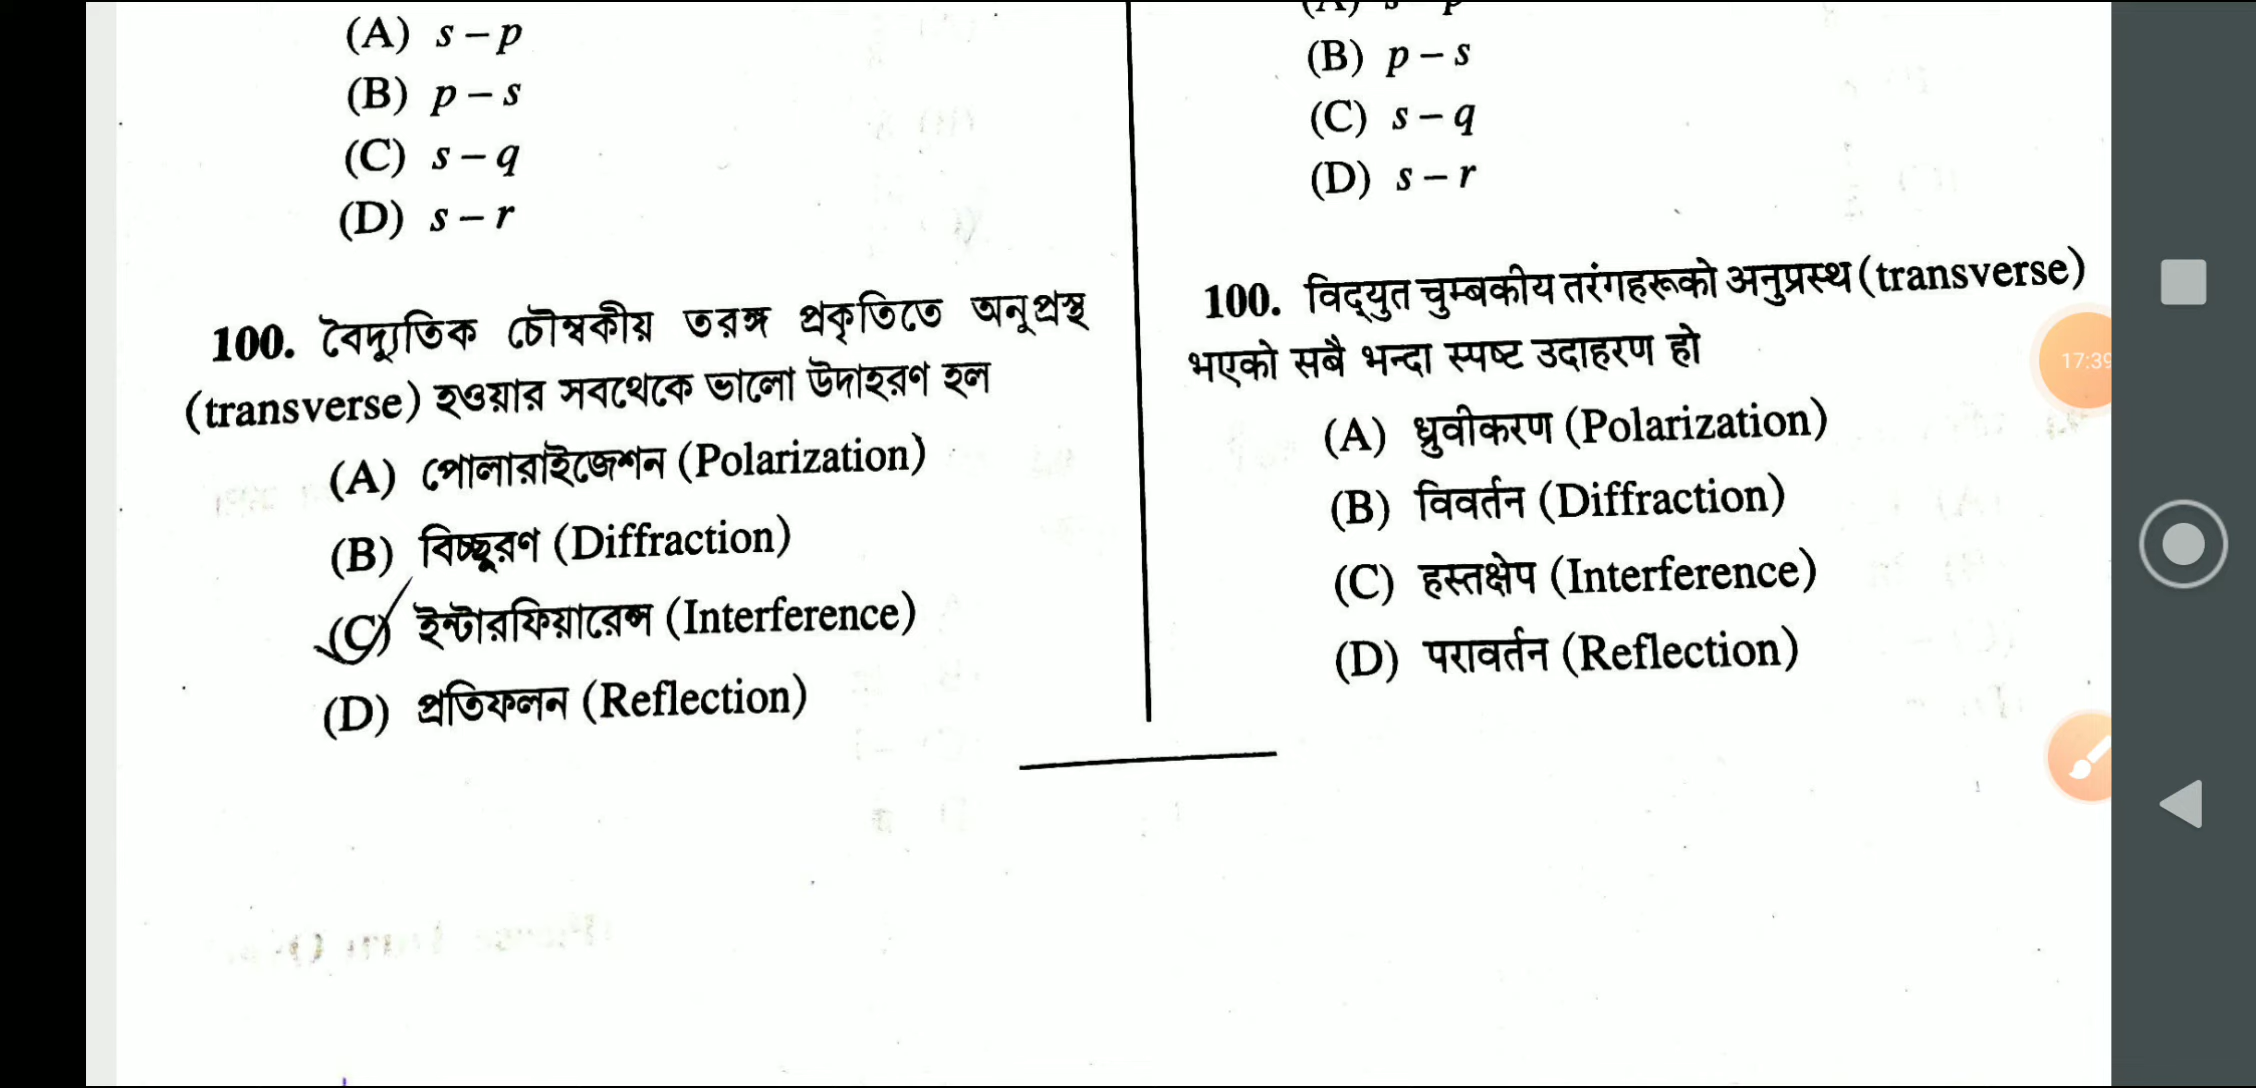 (A) s – p
(B) p – s
(C) s – q
(D) s – r
100. বৈদ্যুতিক চৌম্বকীয় তরঙ্গ প্রকৃতিতে অনুপ্রস্থ
(transverse) হওয়ার সবথেকে ভালো উদাহরণ হল
(A) পোলারাইজেশন (Polarization)
(B) বিচ্ছুরণ (Diffraction)
(C) ইন্টারফিয়ারেন্স (Interference)
(D) প্রতিফলন (Reflection)
(B) p – s
(C) s – q
(D) s – r
100. विद्युत चुम्बकीय तरंगहरूको अनुप्रस्थ (transverse)
भएको सबै भन्दा स्पष्ट उदाहरण हो
(A) ध्रुवीकरण (Polarization)
(B) विवर्तन (Diffraction)
(C) हस्तक्षेप (Interference)
(D) परावर्तन (Reflection)
17:39